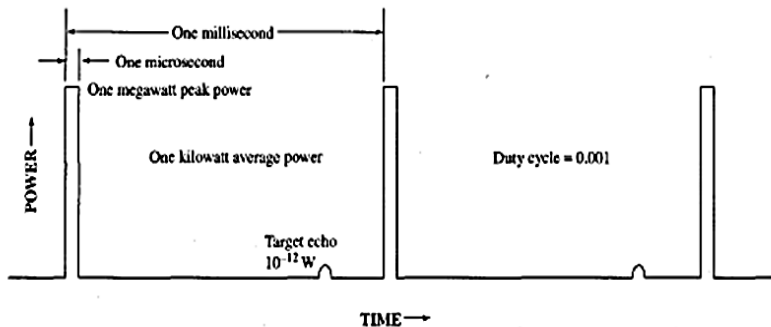 One millisecond
One microsecond
One megawatt peak power
POWER
One kilowatt average power
Duty cycle = 0.001
Target echo
10⁻¹² W
TIME